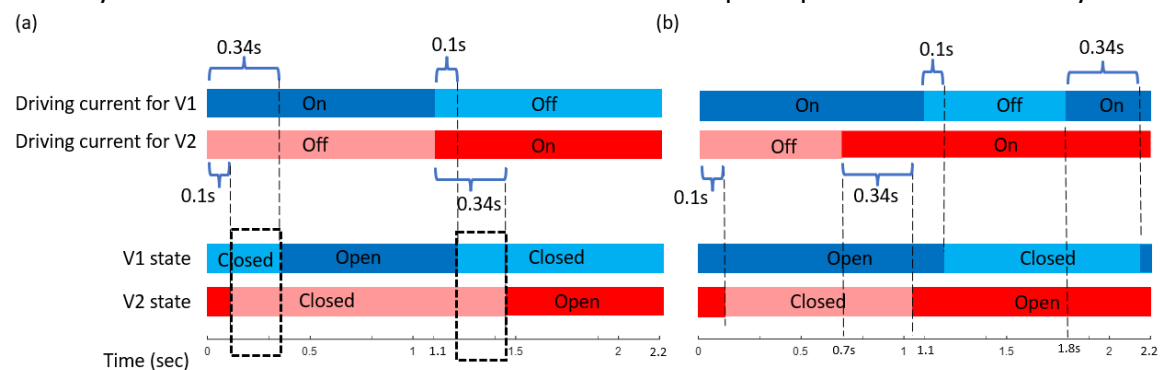 (a)
(b)
0.34s
0.1s
0.1s
0.34s
Driving current for V1
On
Off
On
Off
On
Driving current for V2
Off
On
Off
On
0.1s
0.34s
0.1s
0.34s
V1 state
Closed
Open
Closed
Open
Closed
V2 state
Closed
Open
Closed
Open
Time (sec)
0
0.5
1
1.1
1.5
2
2.2
0
0.5
0.7s
1
1.1
1.5
1.8s
2
2.2